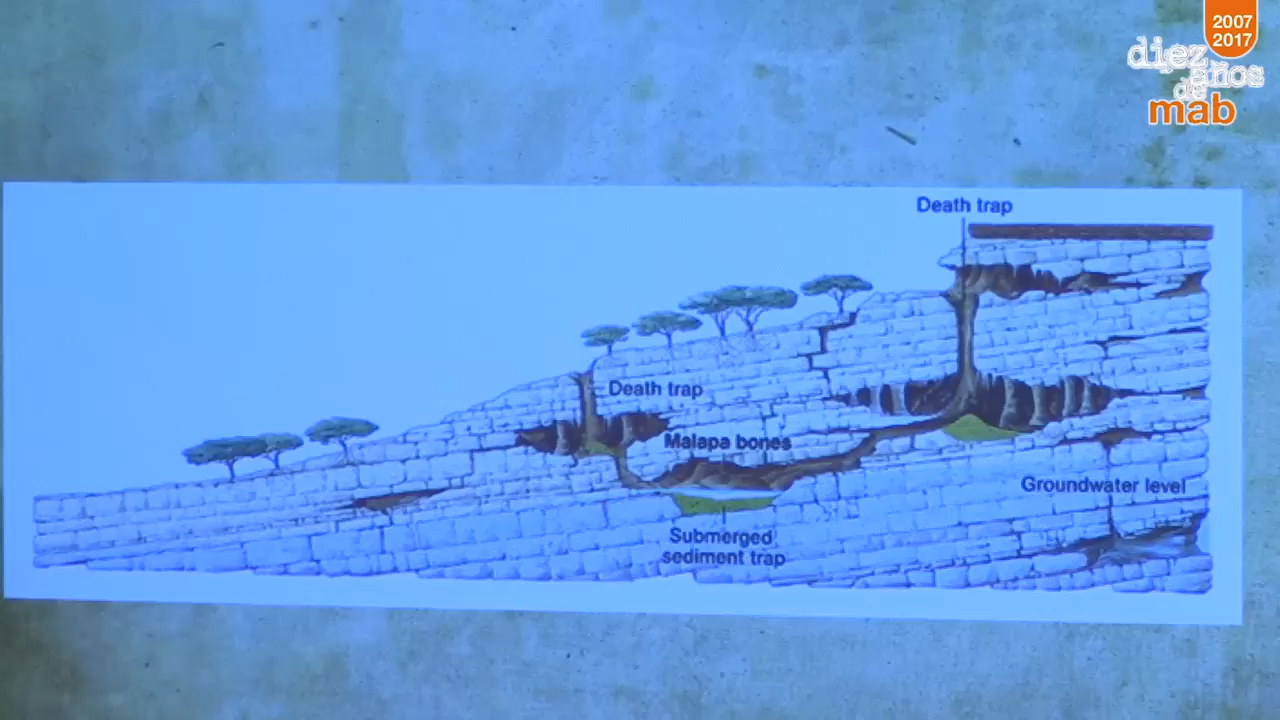 2007
2017
diez
años
de
mab
Death trap
Death trap
Malapa bones
Groundwater level
Submerged
sediment trap